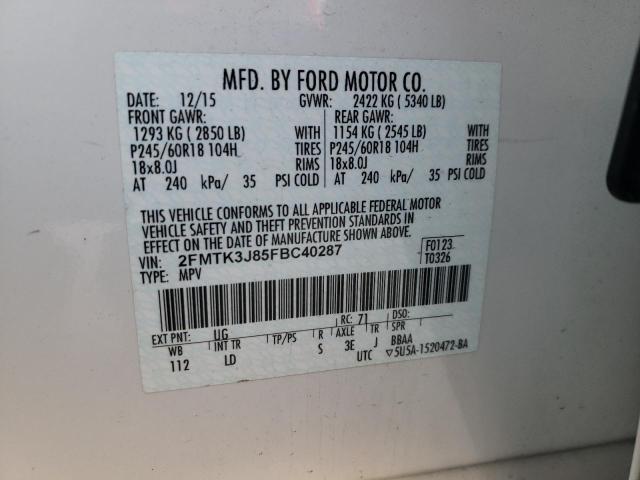 MFD. BY FORD MOTOR CO.
DATE: 12/15 GVWR: 2422 KG ( 5340 LB)
FRONT GAWR: REAR GAWR:
1293 KG ( 2850 LB) WITH 1154 KG ( 2545 LB) WITH
P245/60R18 104H TIRES P245/60R18 104H TIRES
18x8.0J RIMS 18x8.0J RIMS
AT 240 kPa/ 35 PSI COLD AT 240 kPa/ 35 PSI COLD
THIS VEHICLE CONFORMS TO ALL APPLICABLE FEDERAL MOTOR
VEHICLE SAFETY AND THEFT PREVENTION STANDARDS IN
EFFECT ON THE DATE OF MANUFACTURE SHOWN ABOVE.
VIN: 2FMTK3J85FBC40287 F0123
TYPE: MPV T0326
EXT PNT: UG RC: 71 DSO:
WB INT TR TP/PS R AXLE TR SPR
112 LD S 3E J BBAA
UTC ▽5U5A-1520472-BA